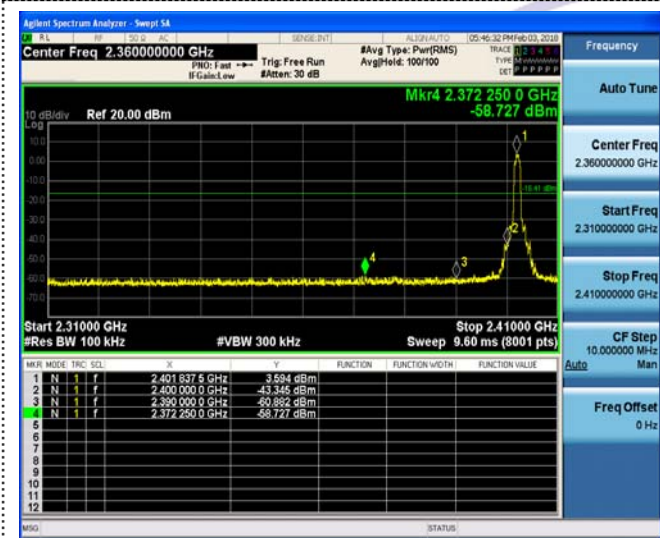 Agilent Spectrum Analyzer - Swept SA
RL RF 50 Ω AC SENSE:INT ALIGNAUTO 05:46:32 PM Feb 03, 2018
Center Freq 2.360000000 GHz #Avg Type: Pwr(RMS) TRACE 1 2 3 4 5 6
PNO: Fast Trig: Free Run Avg|Hold: 100/100 TYPE
IFGain:Low #Atten: 30 dB DET P P P P P P
Mkr4 2.372 250 0 GHz
10 dB/div Ref 20.00 dBm -58.727 dBm
Log
10.0
0.00
-10.0
-16.41 dBm
-20.0
-30.0
-40.0
-50.0
-60.0
-70.0
1
2
3
4
Start 2.31000 GHz Stop 2.41000 GHz
#Res BW 100 kHz #VBW 300 kHz Sweep 9.60 ms (8001 pts)
MKR MODE TRC SCL X Y FUNCTION FUNCTION WIDTH FUNCTION VALUE
1 N 1 f 2.401 837 5 GHz 3.594 dBm
2 N 1 f 2.400 000 0 GHz -43.345 dBm
3 N 1 f 2.390 000 0 GHz -60.882 dBm
4 N 1 f 2.372 250 0 GHz -58.727 dBm
5
6
7
8
9
10
11
12
MSG STATUS
Frequency
Auto Tune
Center Freq
2.360000000 GHz
Start Freq
2.310000000 GHz
Stop Freq
2.410000000 GHz
CF Step
10.000000 MHz
Auto Man
Freq Offset
0 Hz